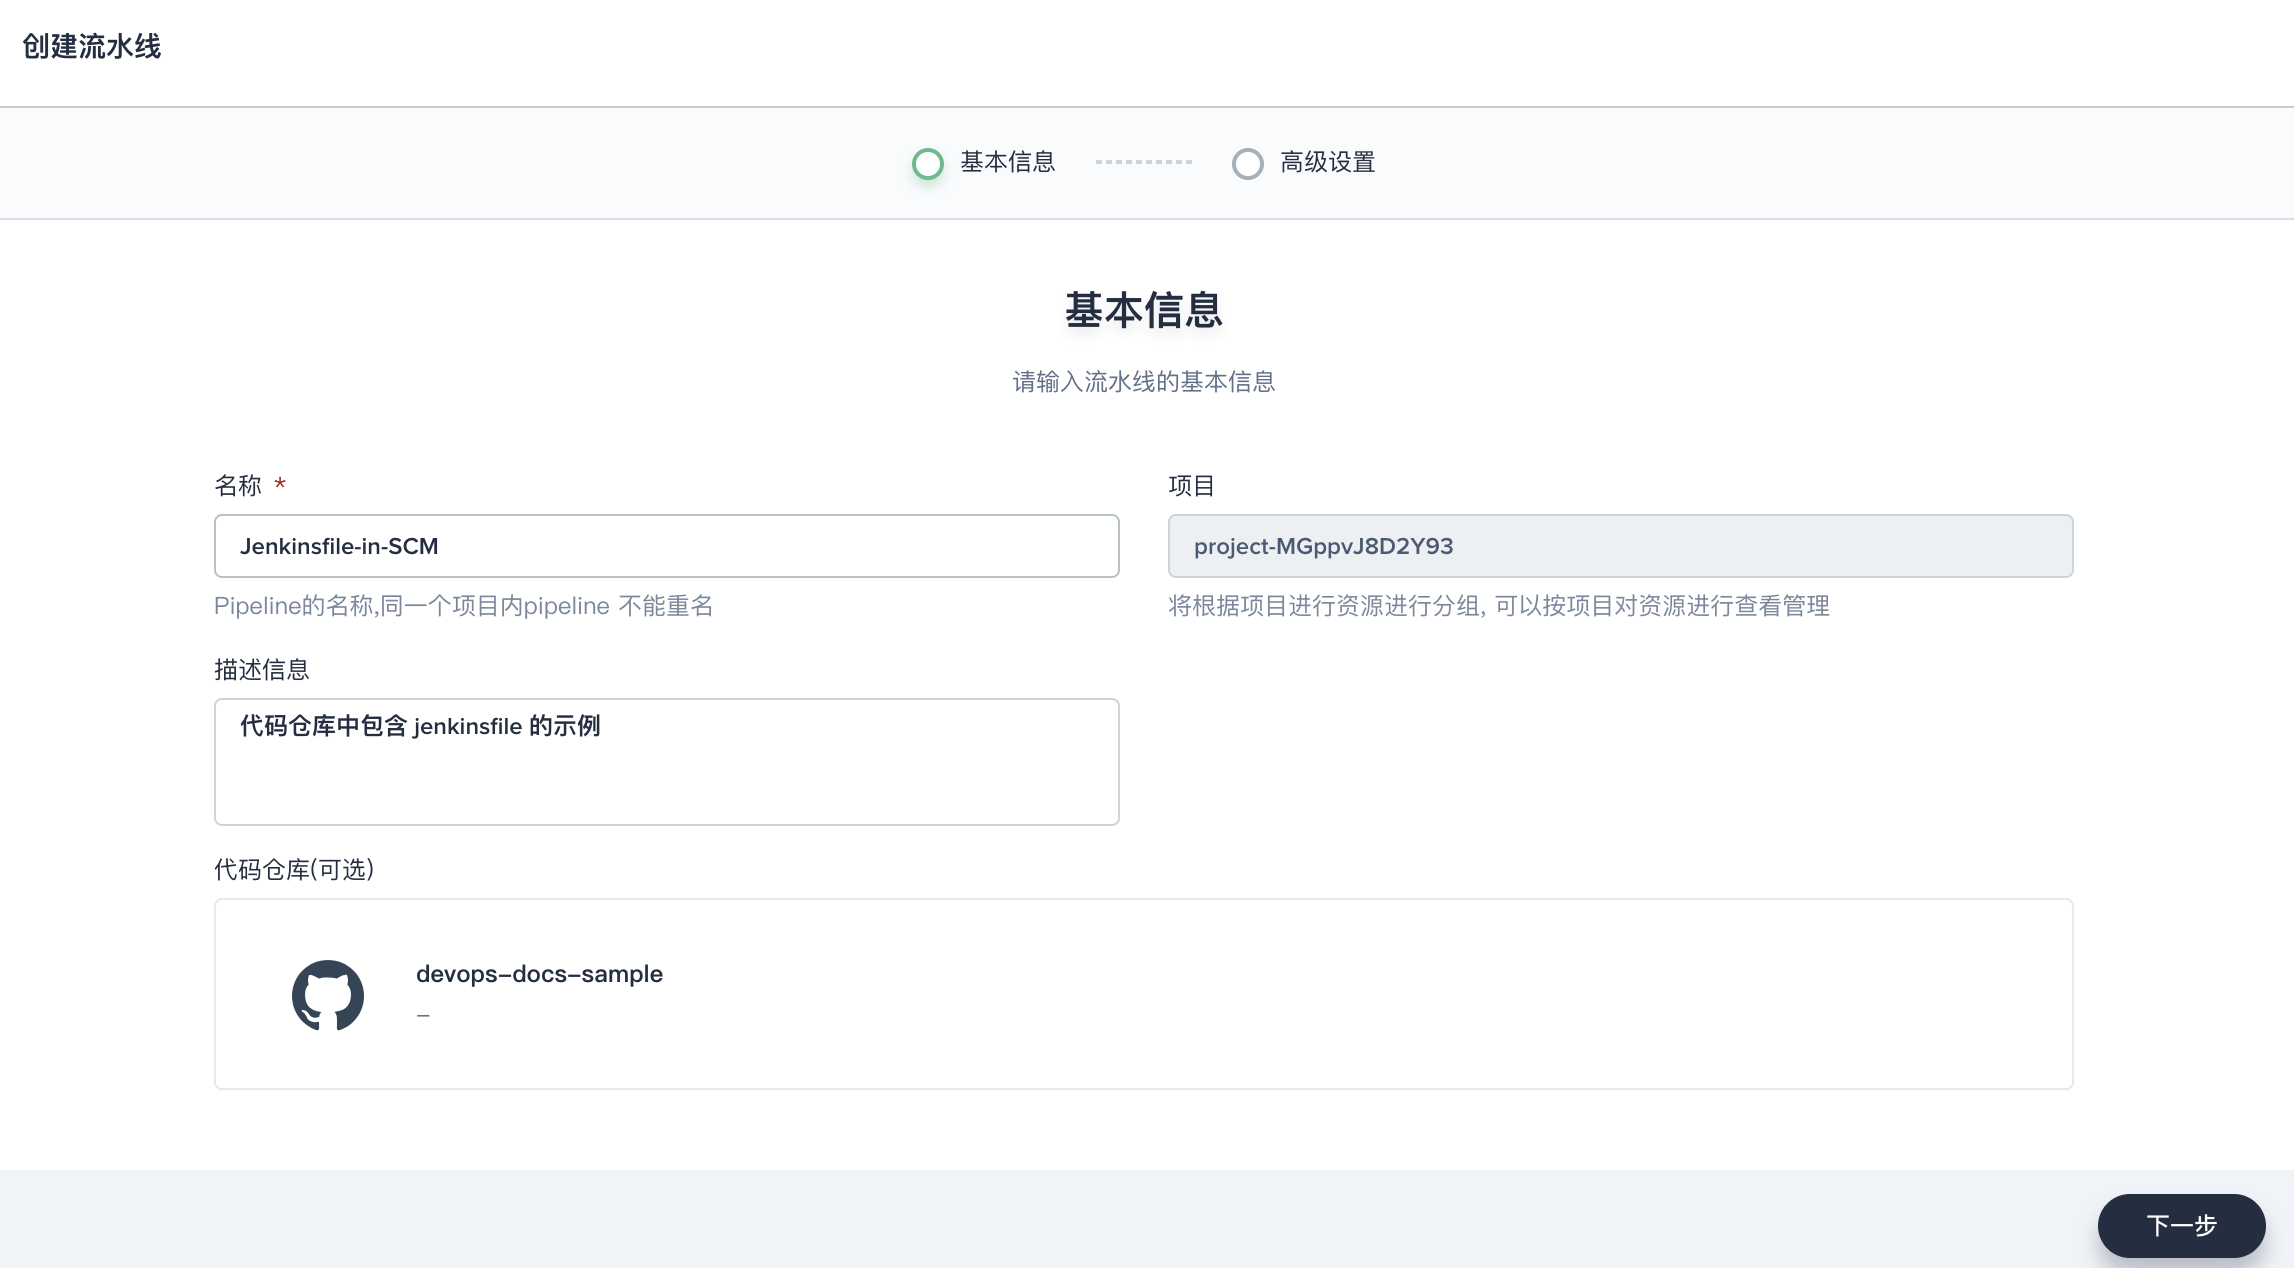 创建流水线
基本信息
高级设置
基本信息
请输入流水线的基本信息
名称 *
项目
Jenkinsfile-in-SCM
project-MGppvJ8D2Y93
Pipeline的名称,同一个项目内pipeline 不能重名
将根据项目进行资源进行分组, 可以按项目对资源进行查看管理
描述信息
代码仓库中包含 jenkinsfile 的示例
代码仓库(可选)
devops-docs-sample
-
下一步